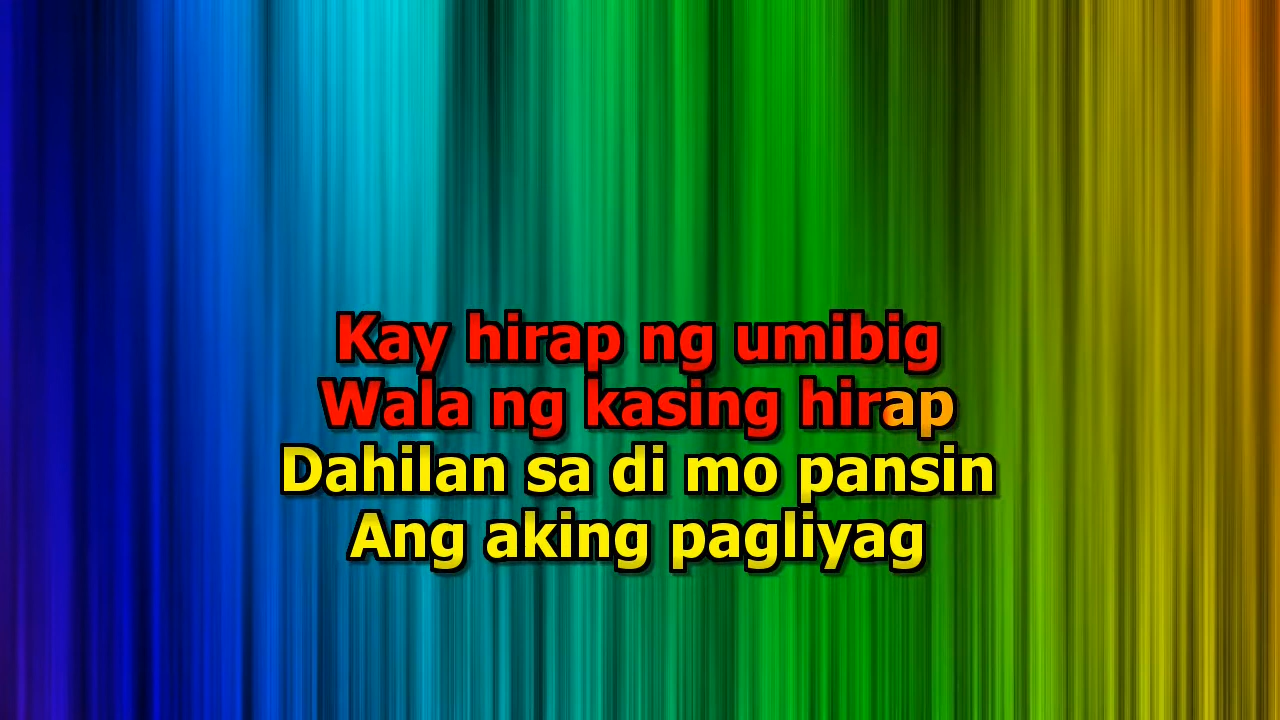 Kay hirap ng umibig
Wala ng kasing hirap
Dahilan sa di mo pansin
Ang aking pagliyag